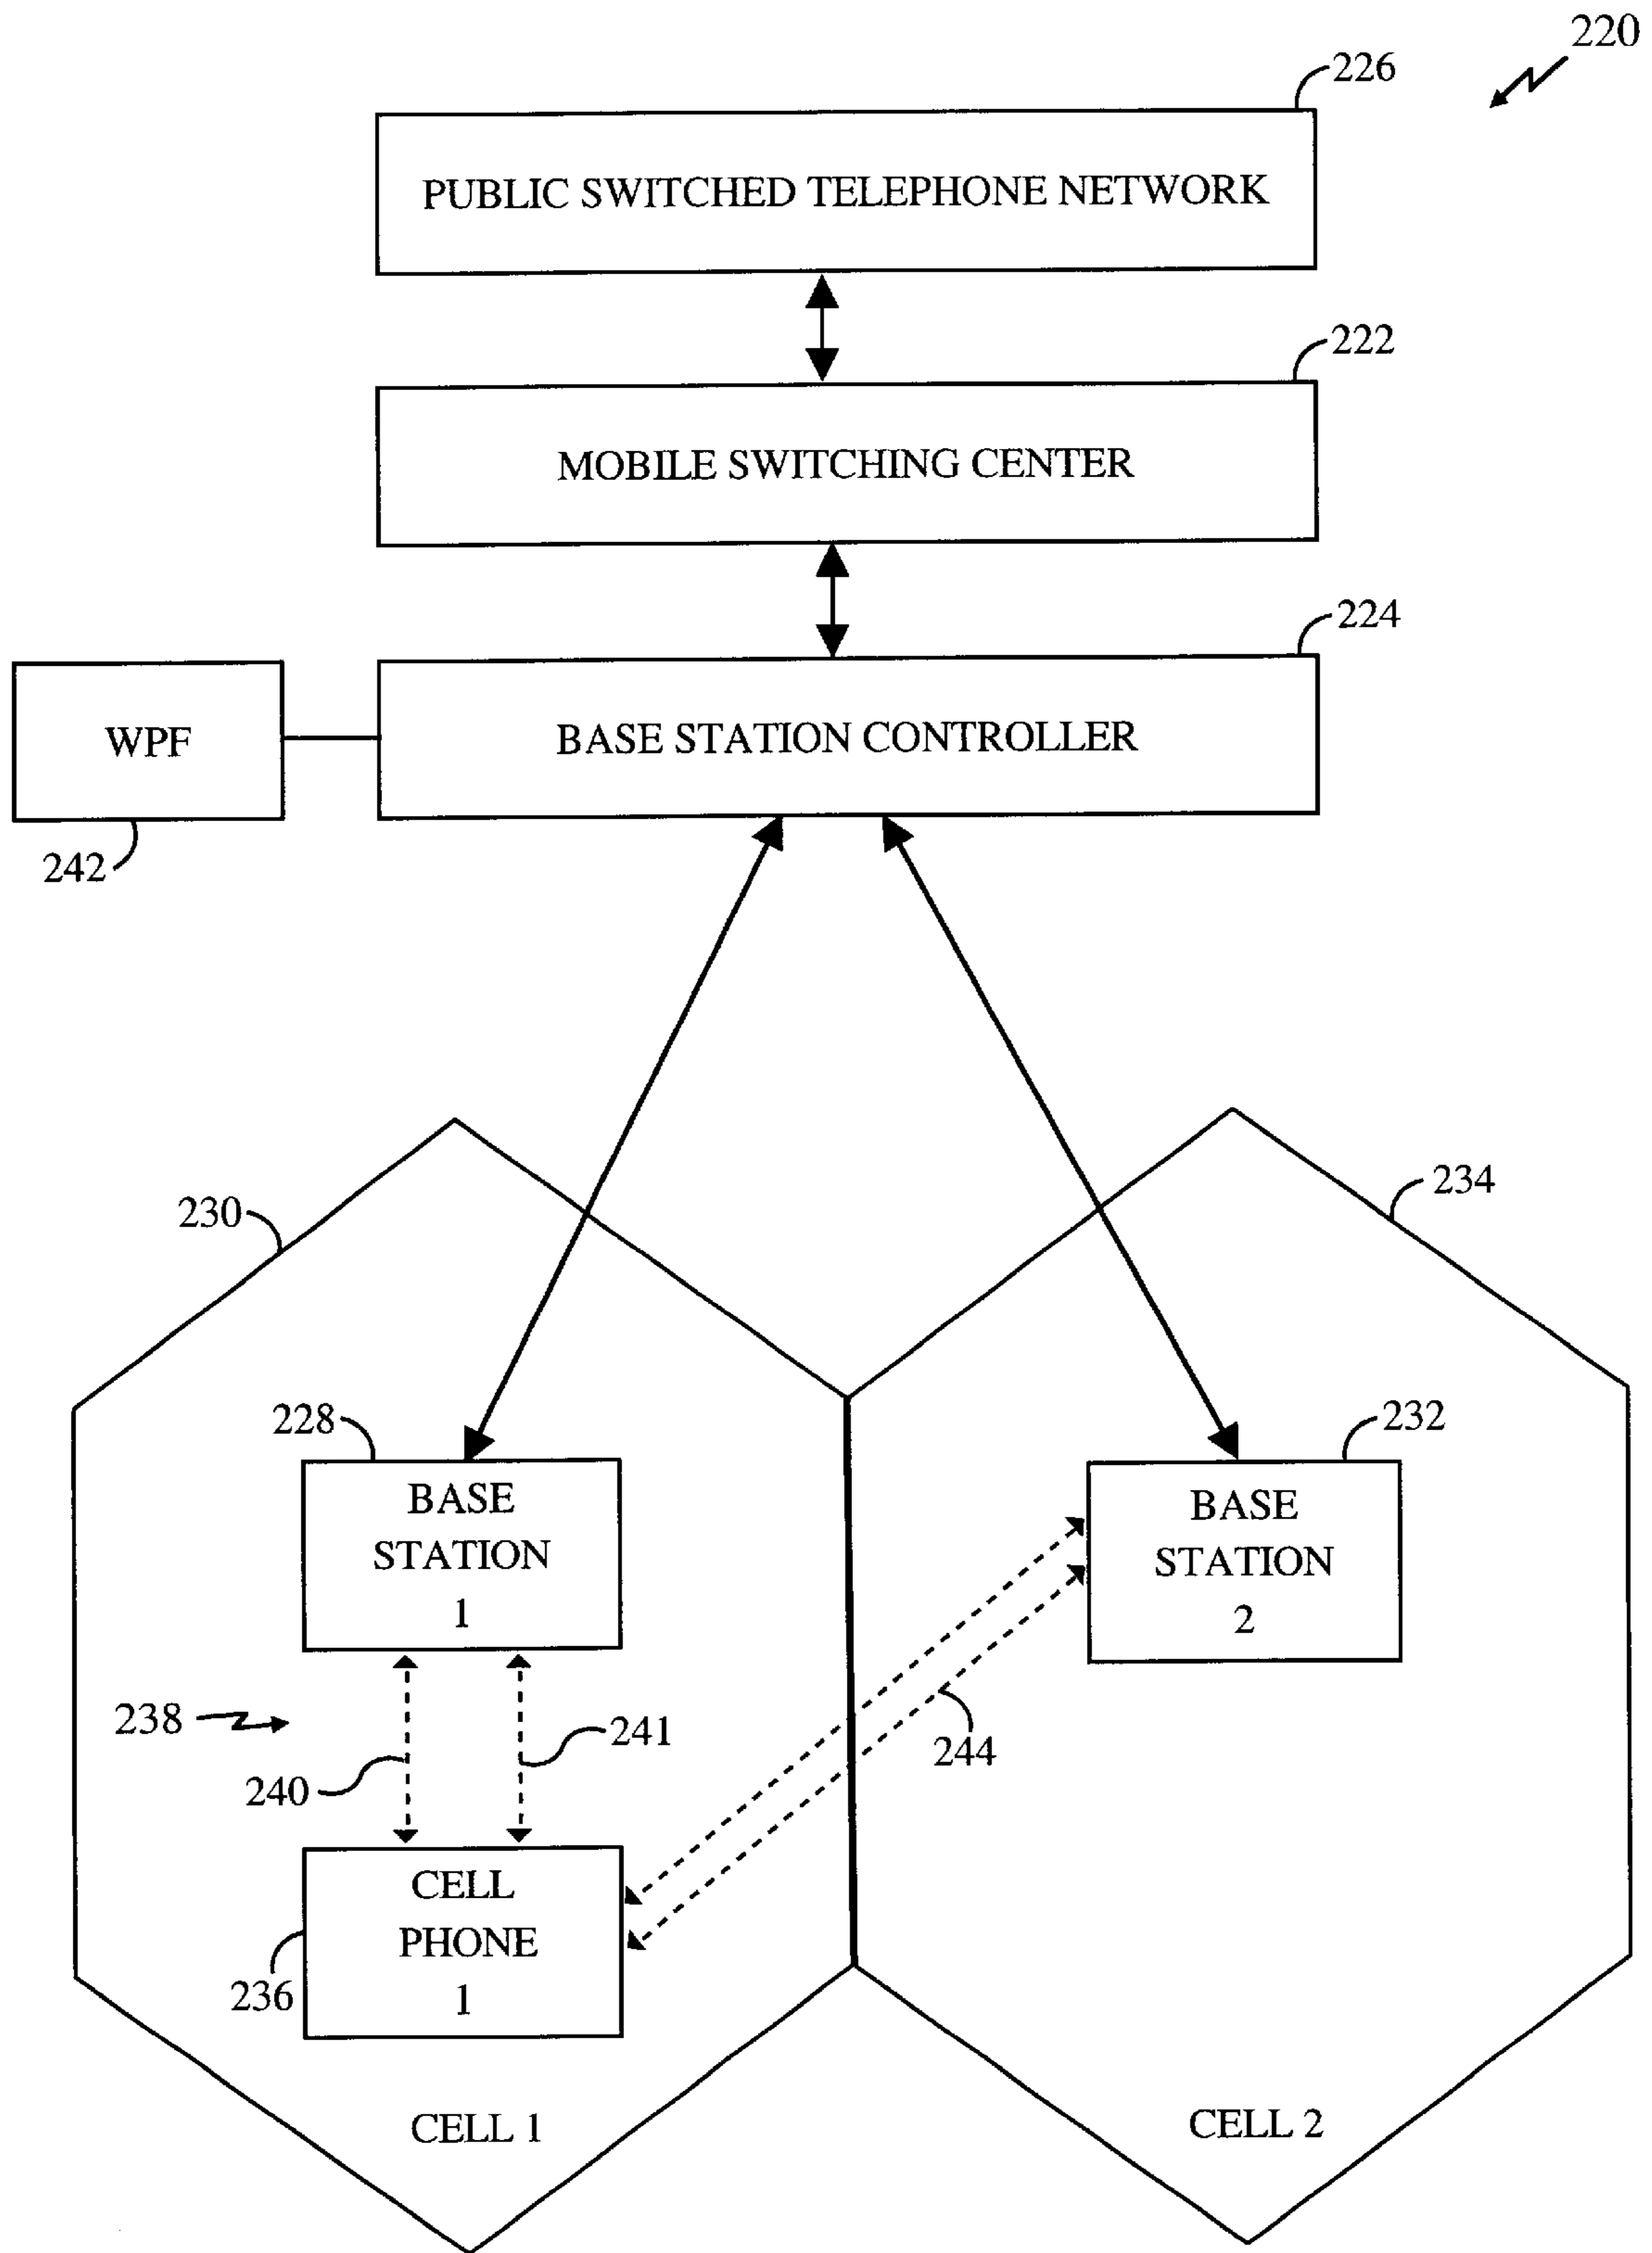 220
226
PUBLIC SWITCHED TELEPHONE NETWORK
222
MOBILE SWITCHING CENTER
224
WPF
BASE STATION CONTROLLER
242
230
234
228
232
BASE
STATION
1
BASE
STATION
2
238
241
240
244
CELL
PHONE
1
236
CELL 1
CELL 2